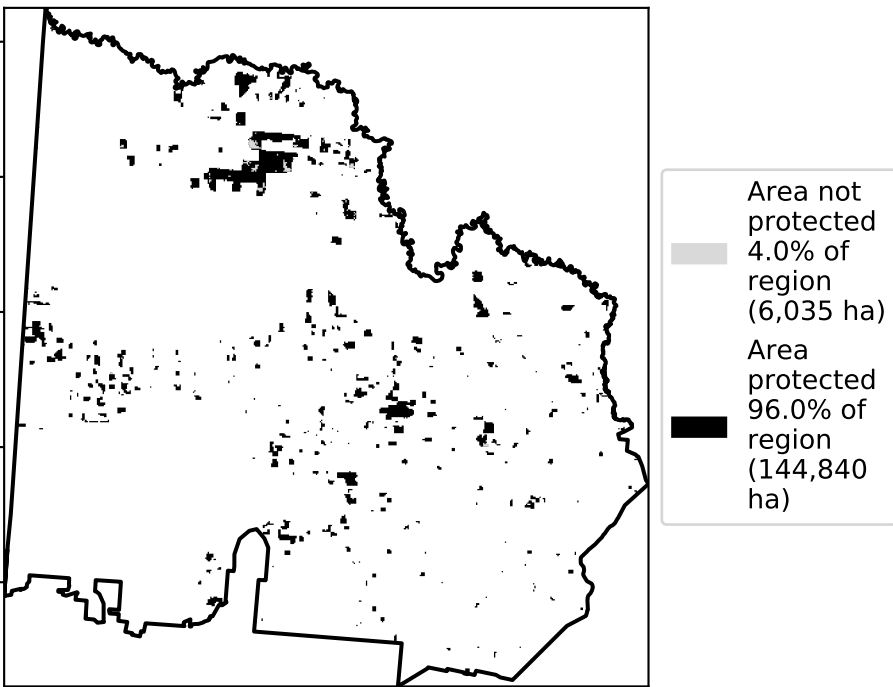 Area not
protected
4.0% of
region
(6,035 ha)
Area
protected
96.0% of
region
(144,840
ha)